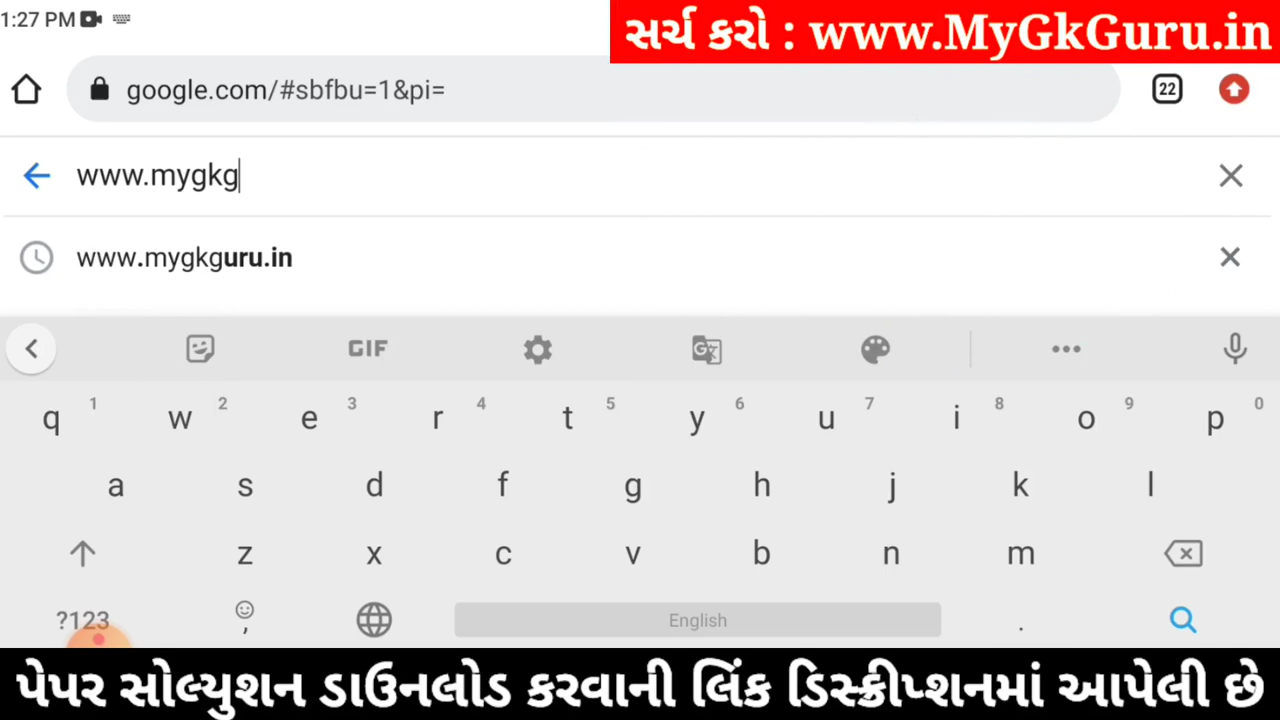 1:27 PM
સર્ચ કરો : www.MyGkGuru.in
google.com/#sbfbu=1&pi=
22
www.mygkg
www.mygkguru.in
GIF
q 1 w 2 e 3 r 4 t 5 y 6 u 7 i 8 o 9 p 0
a s d f g h j k l
z x c v b n m
?123 , English .
પેપર સોલ્યુશન ડાઉનલોડ કરવાની લિંક ડિસ્ક્રીપ્શનમાં આપેલી છે